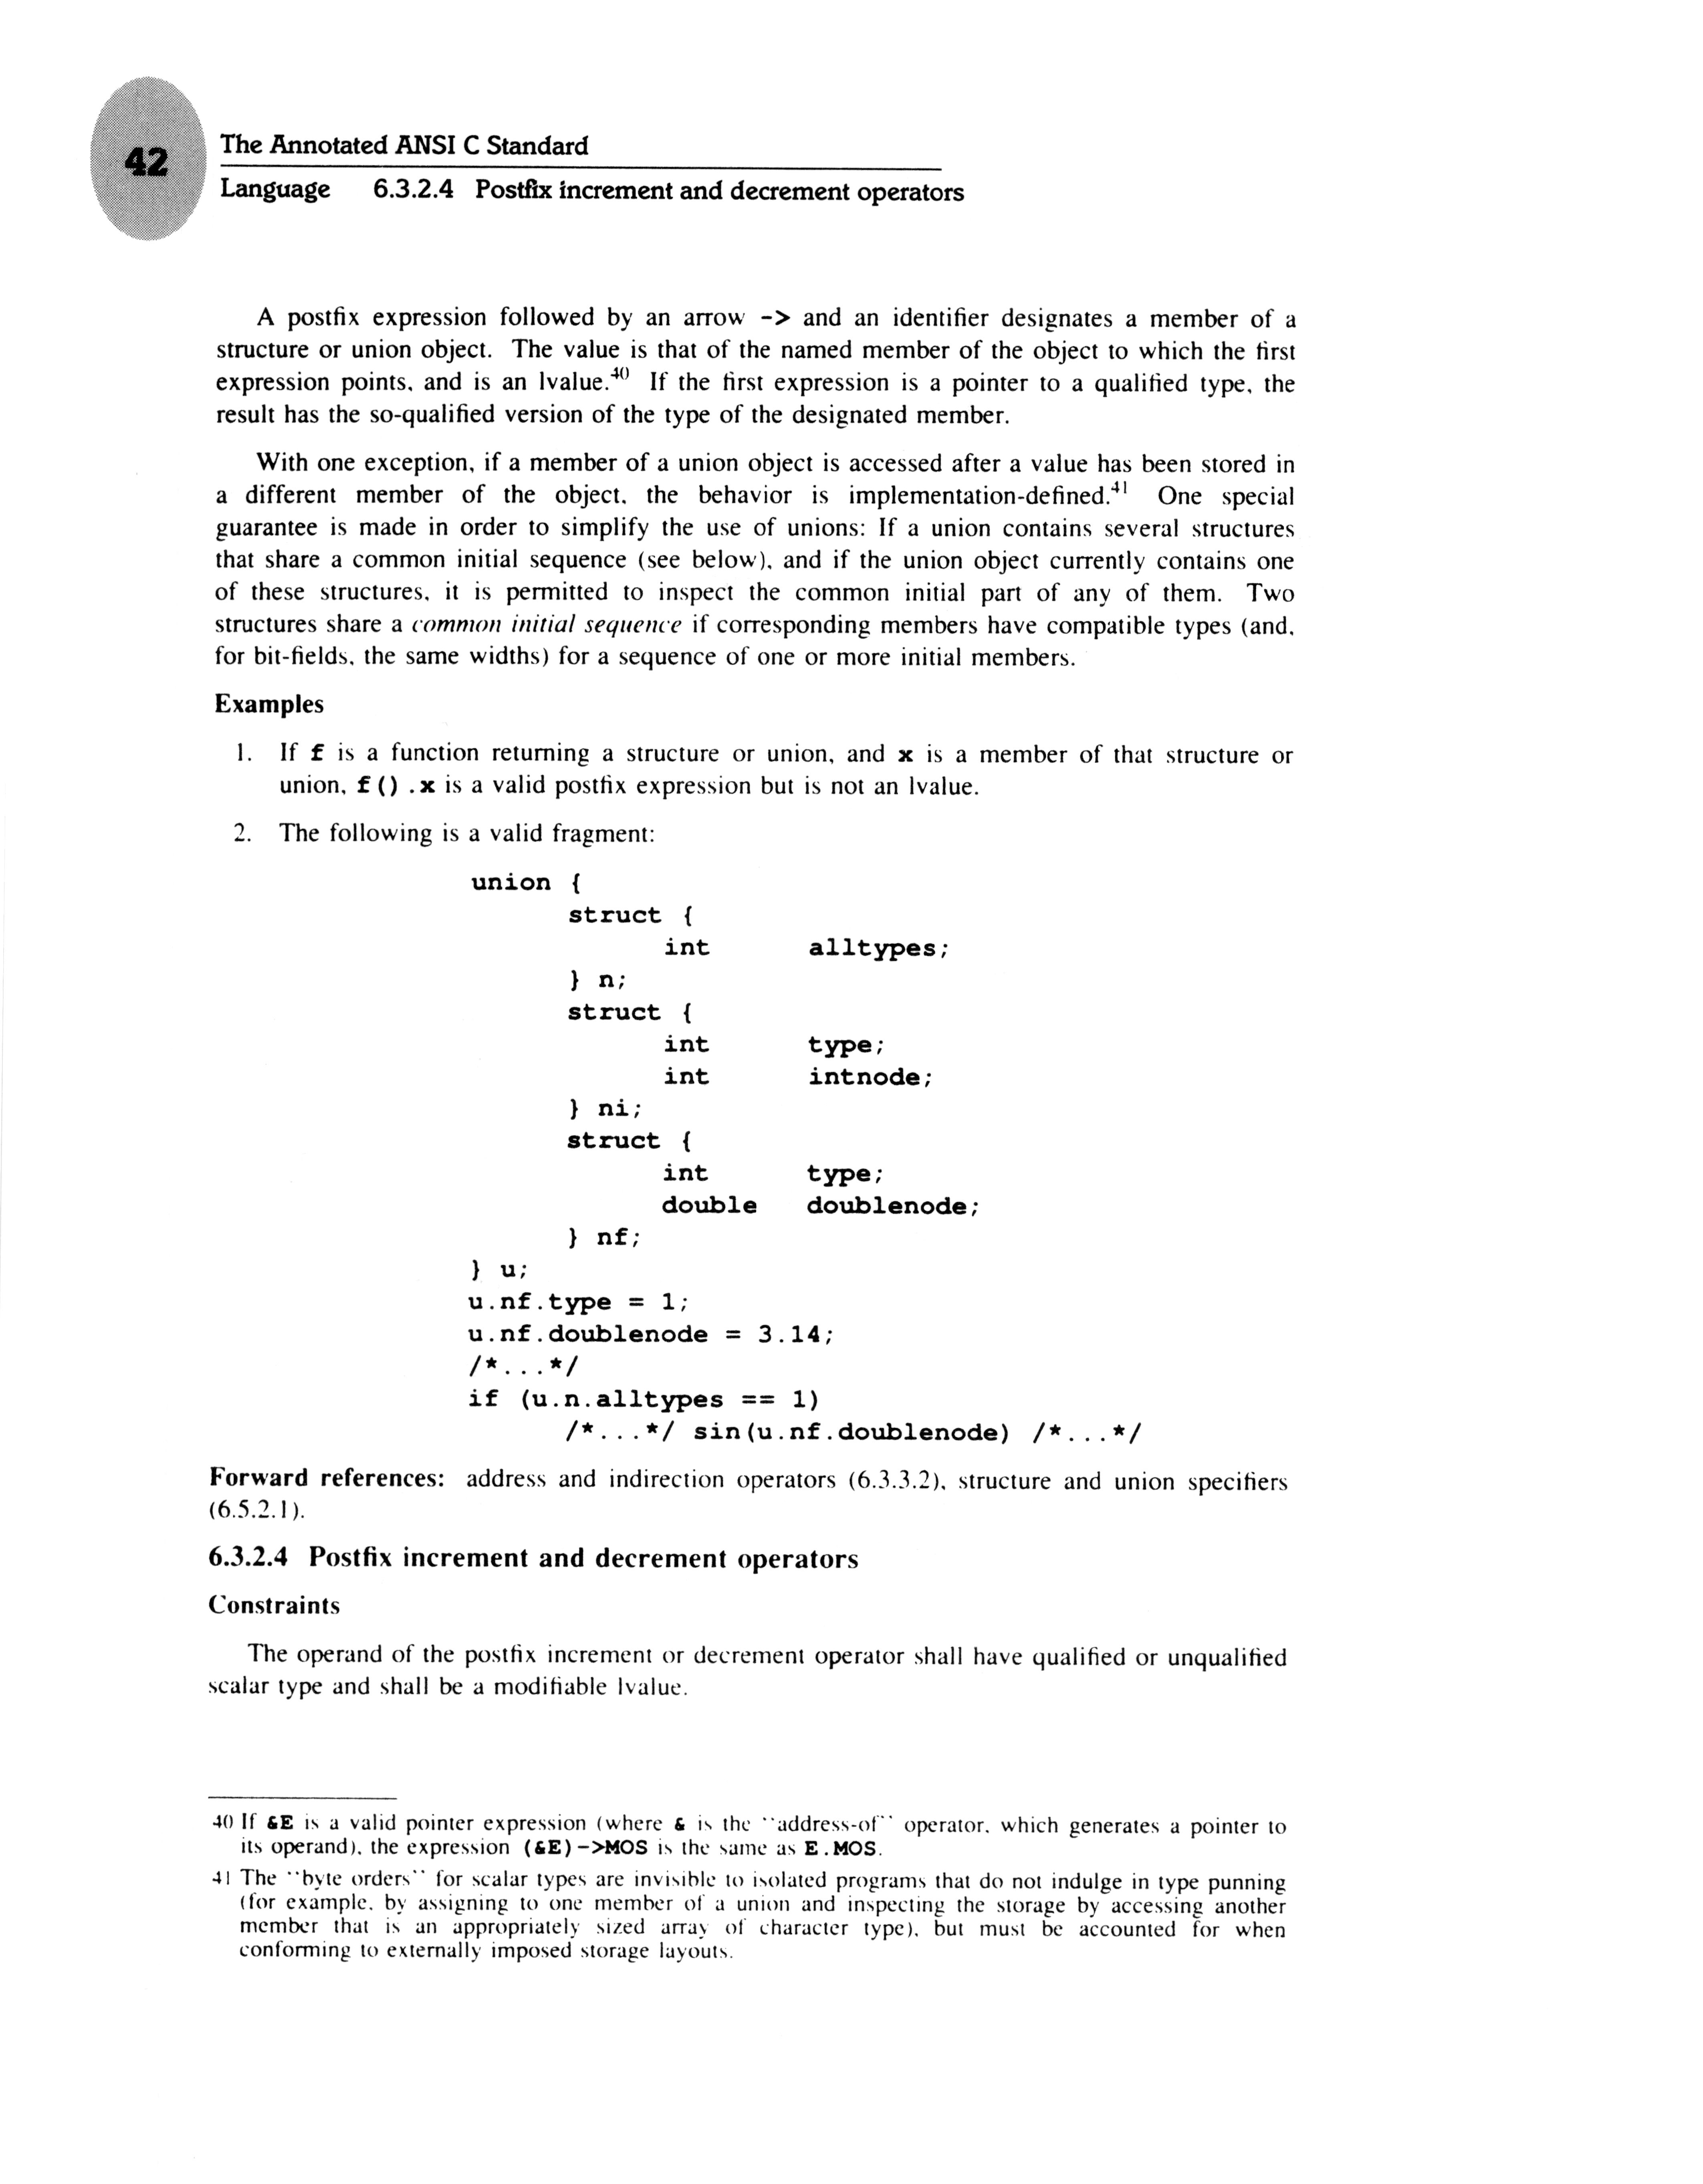 42
The Annotated ANSI C Standard
Language 6.3.2.4 Postfix increment and decrement operators
A postfix expression followed by an arrow -> and an identifier designates a member of a
structure or union object. The value is that of the named member of the object to which the first
expression points, and is an lvalue.40 If the first expression is a pointer to a qualified type, the
result has the so-qualified version of the type of the designated member.
With one exception, if a member of a union object is accessed after a value has been stored in
a different member of the object, the behavior is implementation-defined.41 One special
guarantee is made in order to simplify the use of unions: If a union contains several structures
that share a common initial sequence (see below), and if the union object currently contains one
of these structures, it is permitted to inspect the common initial part of any of them. Two
structures share a common initial sequence if corresponding members have compatible types (and,
for bit-fields, the same widths) for a sequence of one or more initial members.
Examples
1. If f is a function returning a structure or union, and x is a member of that structure or
union, f().x is a valid postfix expression but is not an lvalue.
2. The following is a valid fragment:
union {
struct {
int alltypes;
} n;
struct {
int type;
int intnode;
} ni;
struct {
int type;
double doublenode;
} nf;
} u;
u.nf.type = 1;
u.nf.doublenode = 3.14;
/*...*/
if (u.n.alltypes == 1)
/*...*/ sin(u.nf.doublenode) /*...*/
Forward references: address and indirection operators (6.3.3.2), structure and union specifiers
(6.5.2.1).
6.3.2.4 Postfix increment and decrement operators
Constraints
The operand of the postfix increment or decrement operator shall have qualified or unqualified
scalar type and shall be a modifiable lvalue.
40 If &E is a valid pointer expression (where & is the ``address-of'' operator, which generates a pointer to
its operand), the expression (&E)->MOS is the same as E.MOS.
41 The ``byte orders'' for scalar types are invisible to isolated programs that do not indulge in type punning
(for example, by assigning to one member of a union and inspecting the storage by accessing another
member that is an appropriately sized array of character type), but must be accounted for when
conforming to externally imposed storage layouts.